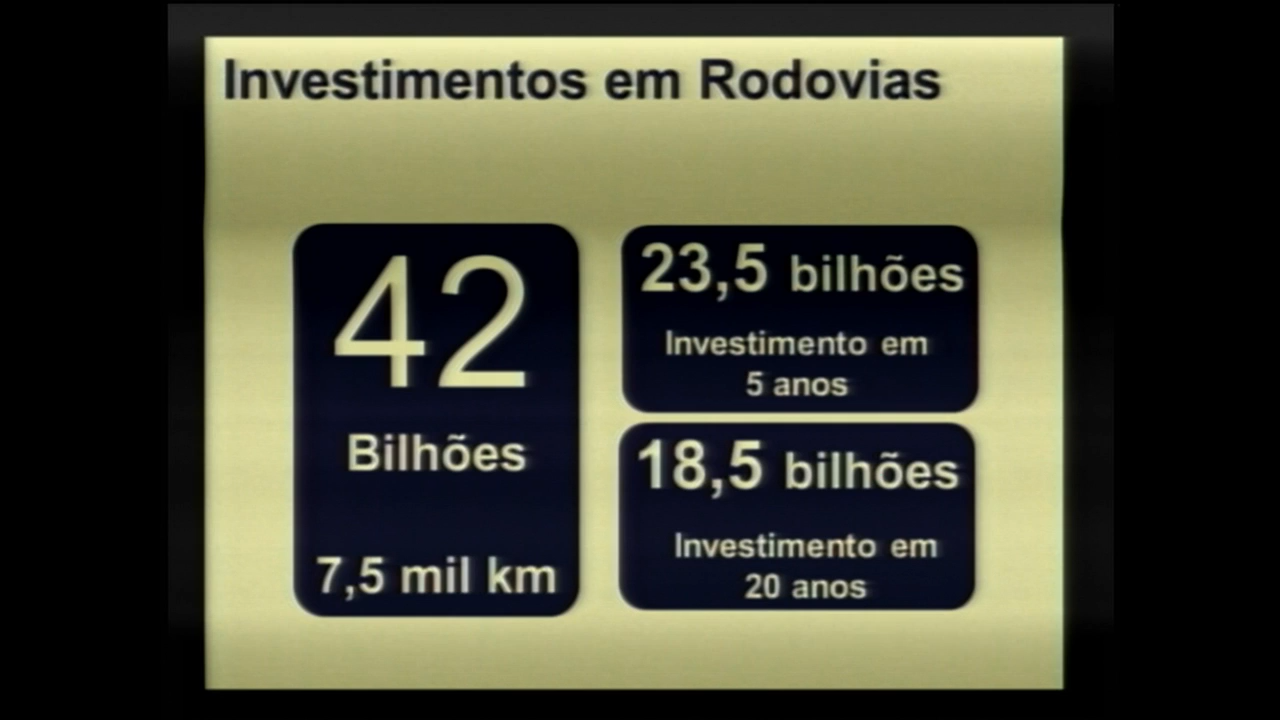 Investimentos em Rodovias
42
Bilhões
7,5 mil km
23,5 bilhões
Investimento em
5 anos
18,5 bilhões
Investimento em
20 anos